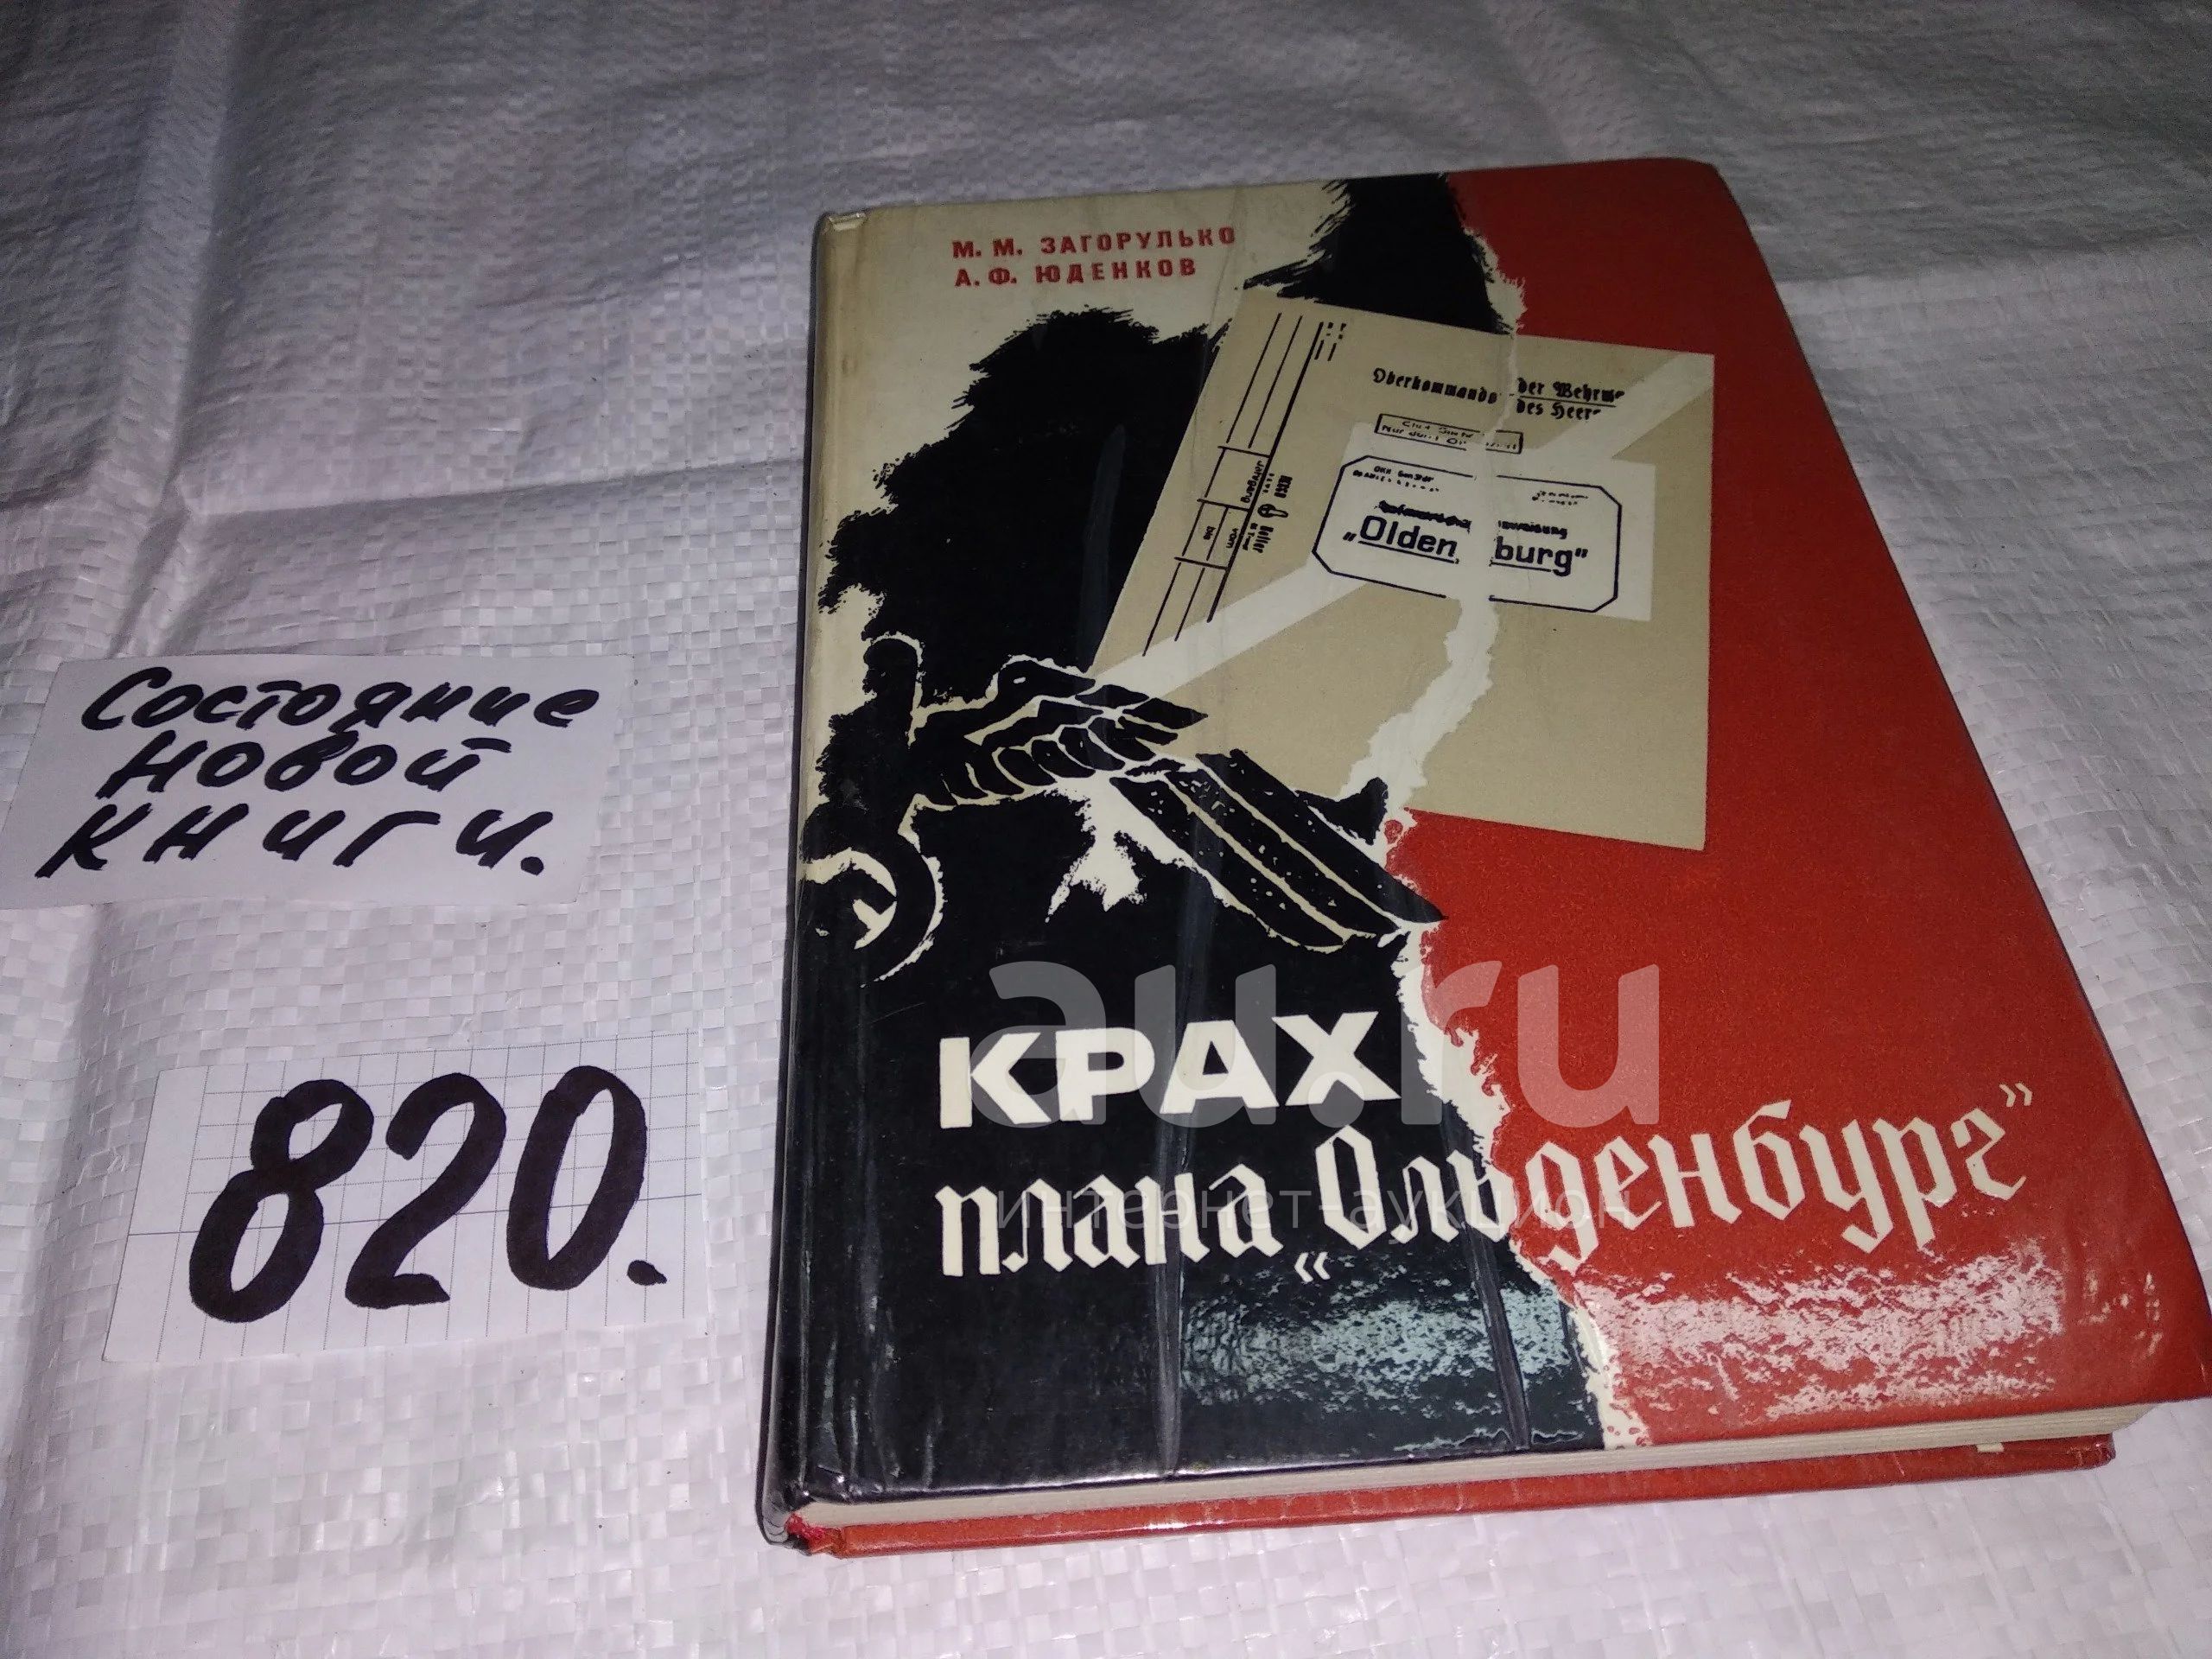 М. М. ЗАГОРУЛЬКО
А. Ф. ЮДЕНКОВ
Oberkommando der Wehrm
des Heer
"Olden burg"
КРАХ
плана „Ольденбург"
Состояние
новой
книги.
820.
au.ru
интернет-аукцион